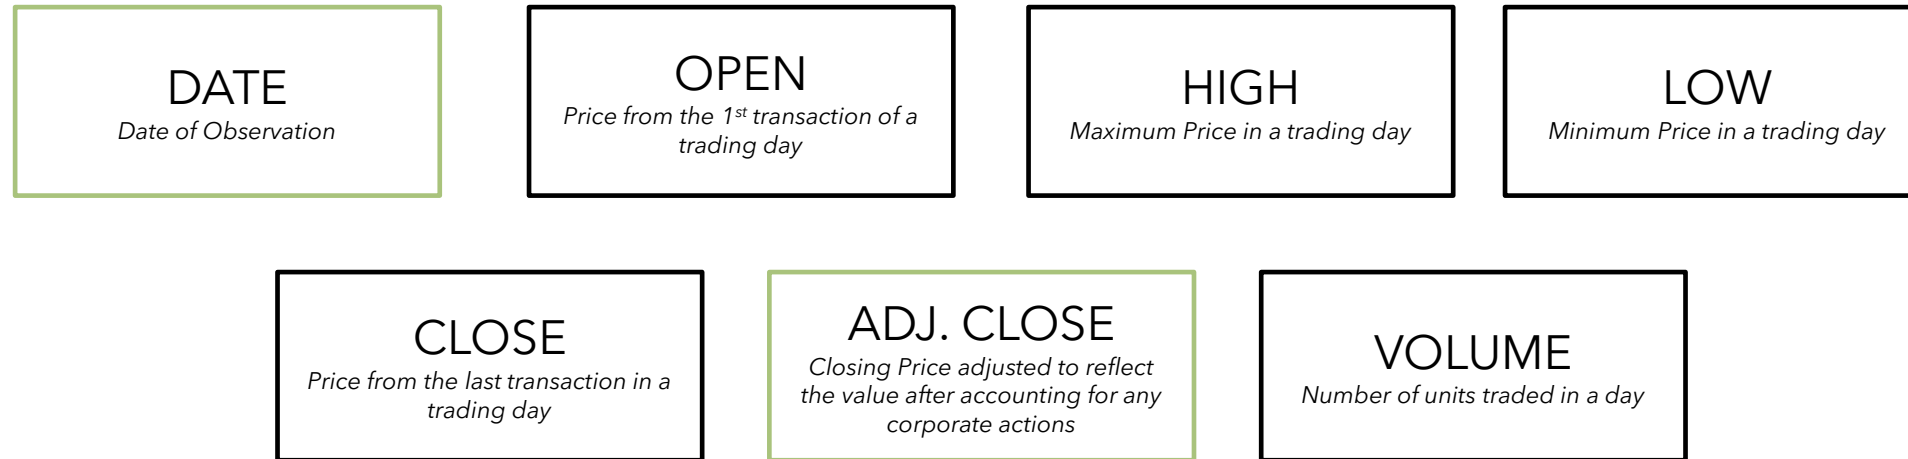 DATE
Date of Observation
OPEN
Price from the 1st transaction of a
trading day
HIGH
Maximum Price in a trading day
LOW
Minimum Price in a trading day
CLOSE
Price from the last transaction in a
trading day
ADJ. CLOSE
Closing Price adjusted to reflect
the value after accounting for any
corporate actions
VOLUME
Number of units traded in a day